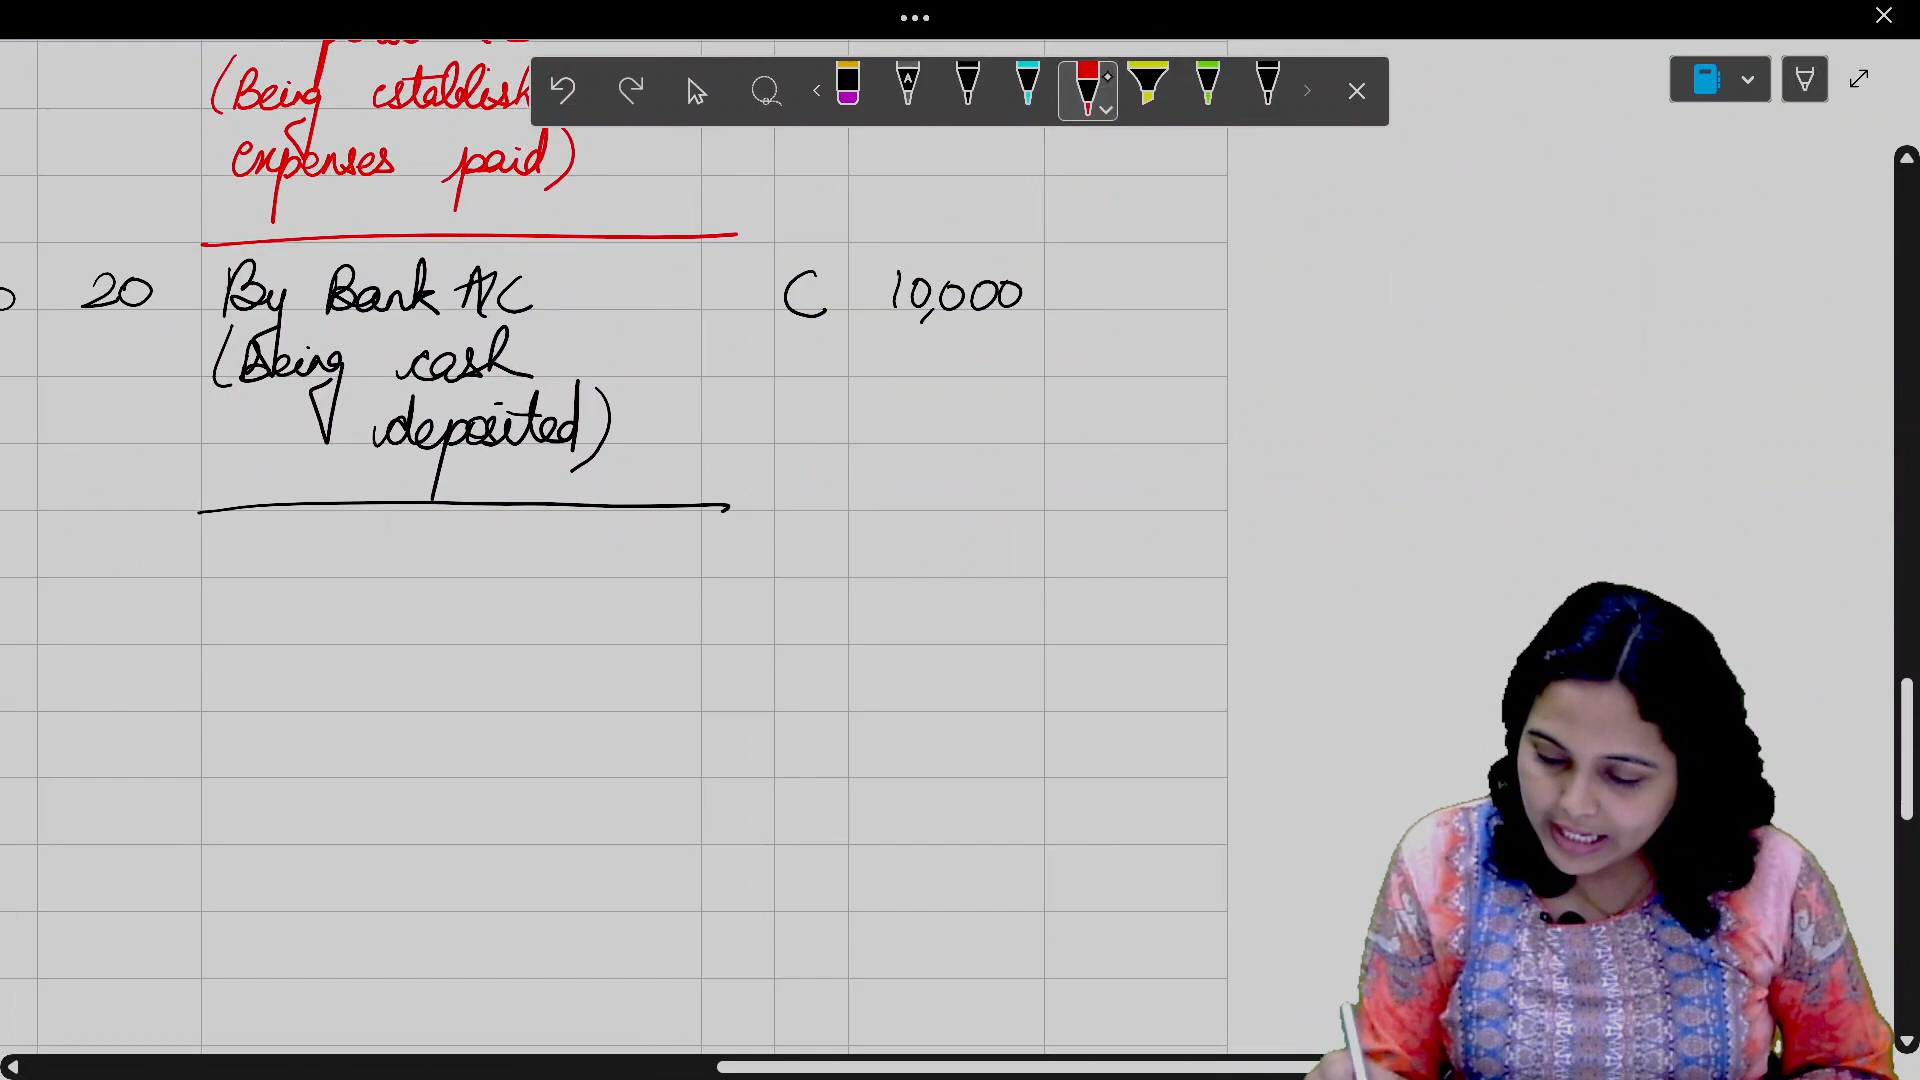 (Being establish
expenses paid)
20 By Bank A/C C 10,000
(Being cash
deposited)